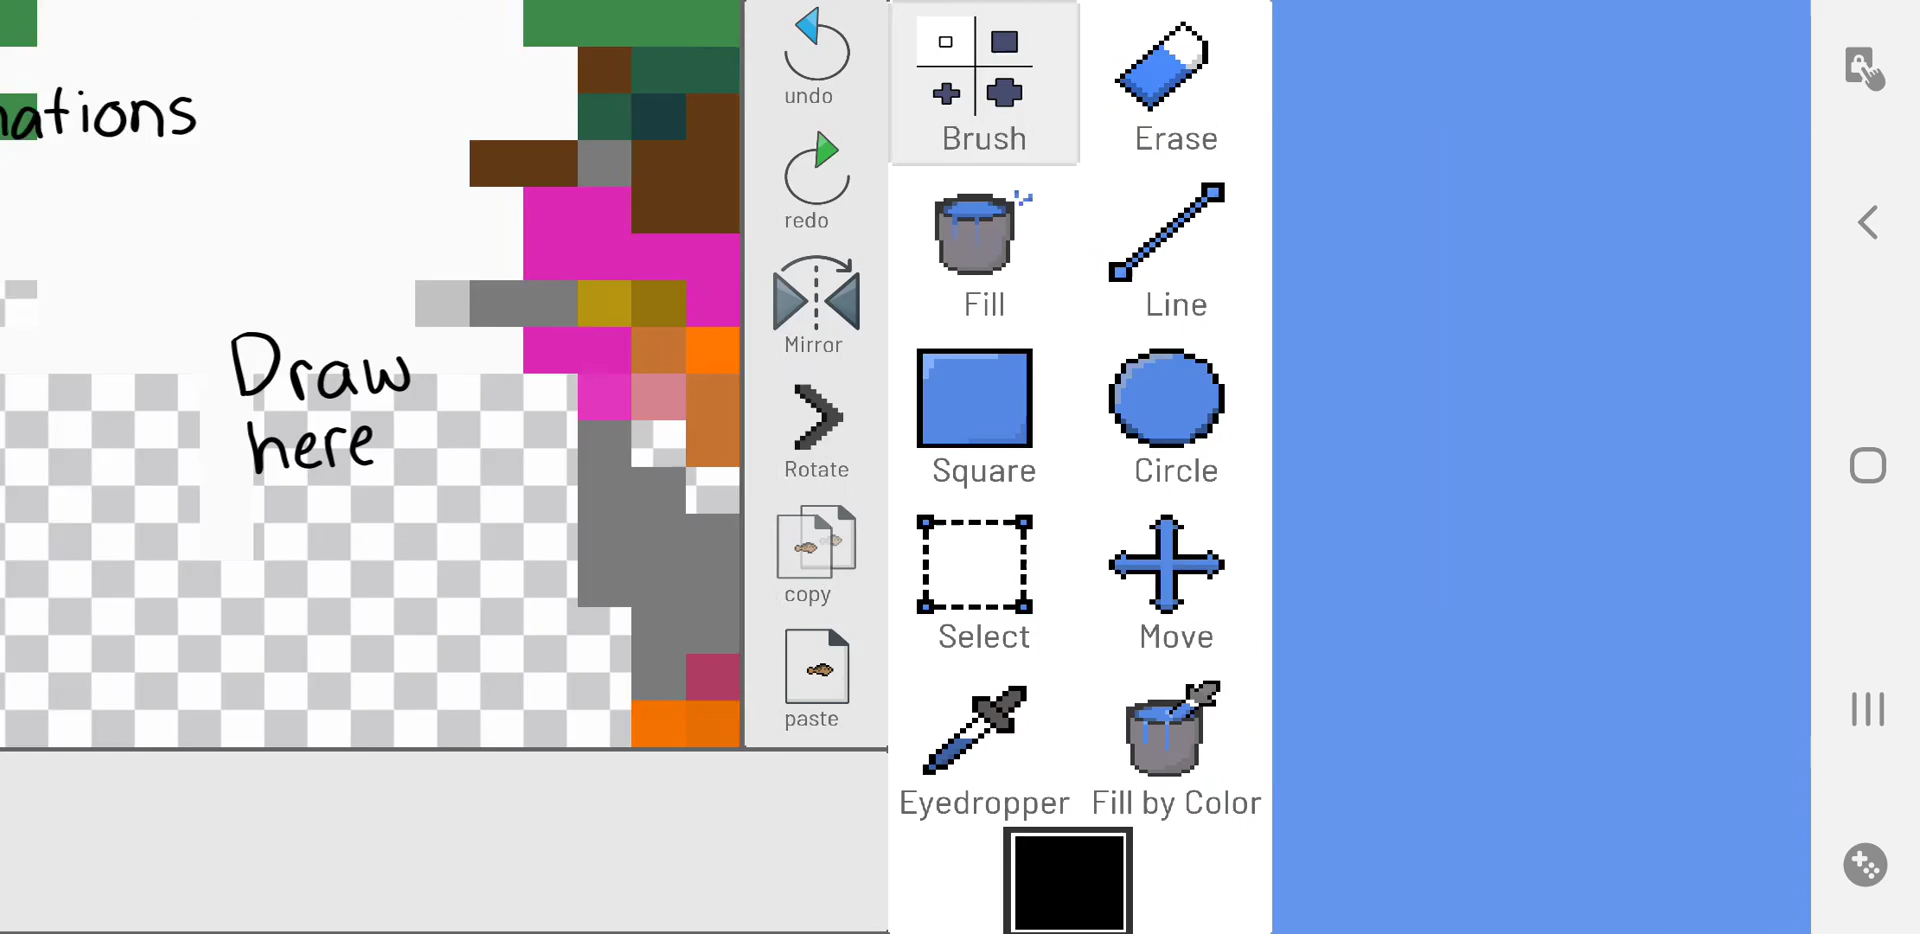 nations
Draw
here
undo
redo
Mirror
Rotate
copy
paste
Brush
Erase
Fill
Line
Square
Circle
Select
Move
Eyedropper
Fill by Color